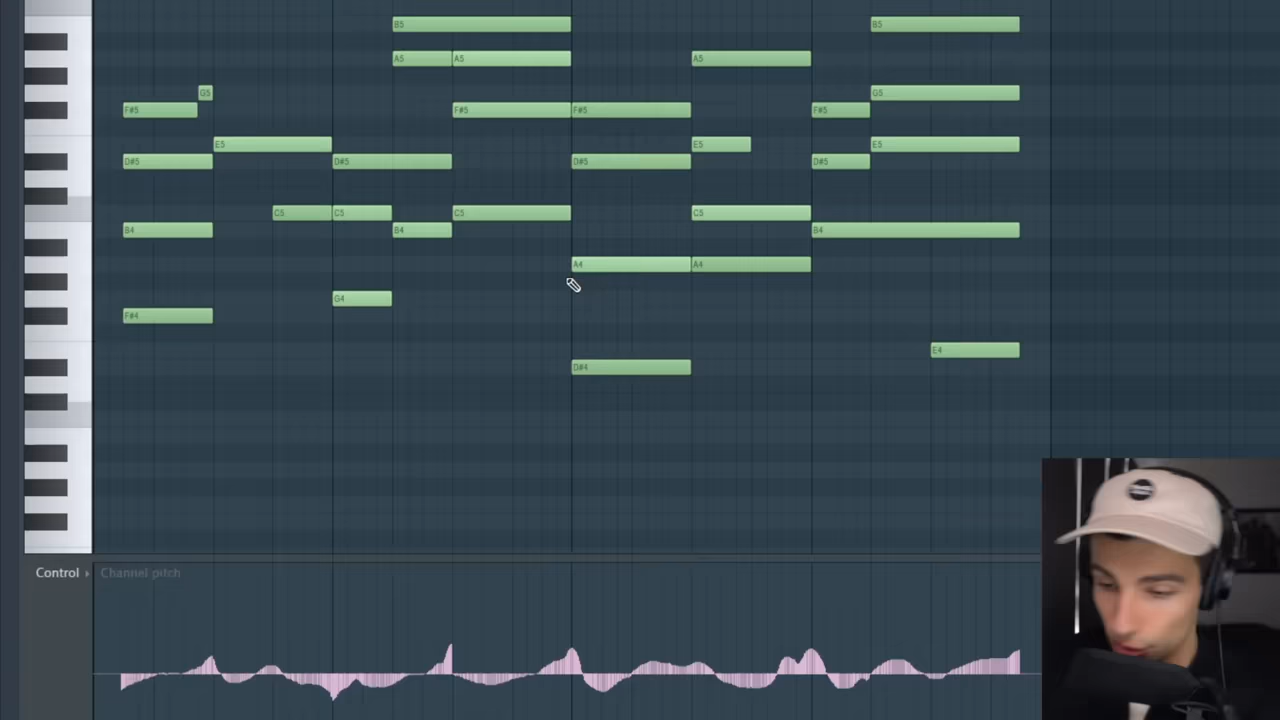 B5 B5
A5 A5 A5
G5 G5
F#5 F#5 F#5 F#5
E5 E5 E5
D#5 D#5 D#5 D#5
C5 C5 C5 C5
B4 B4 B4
A4 A4
G4
F#4
E4
D#4
Control Channel pitch